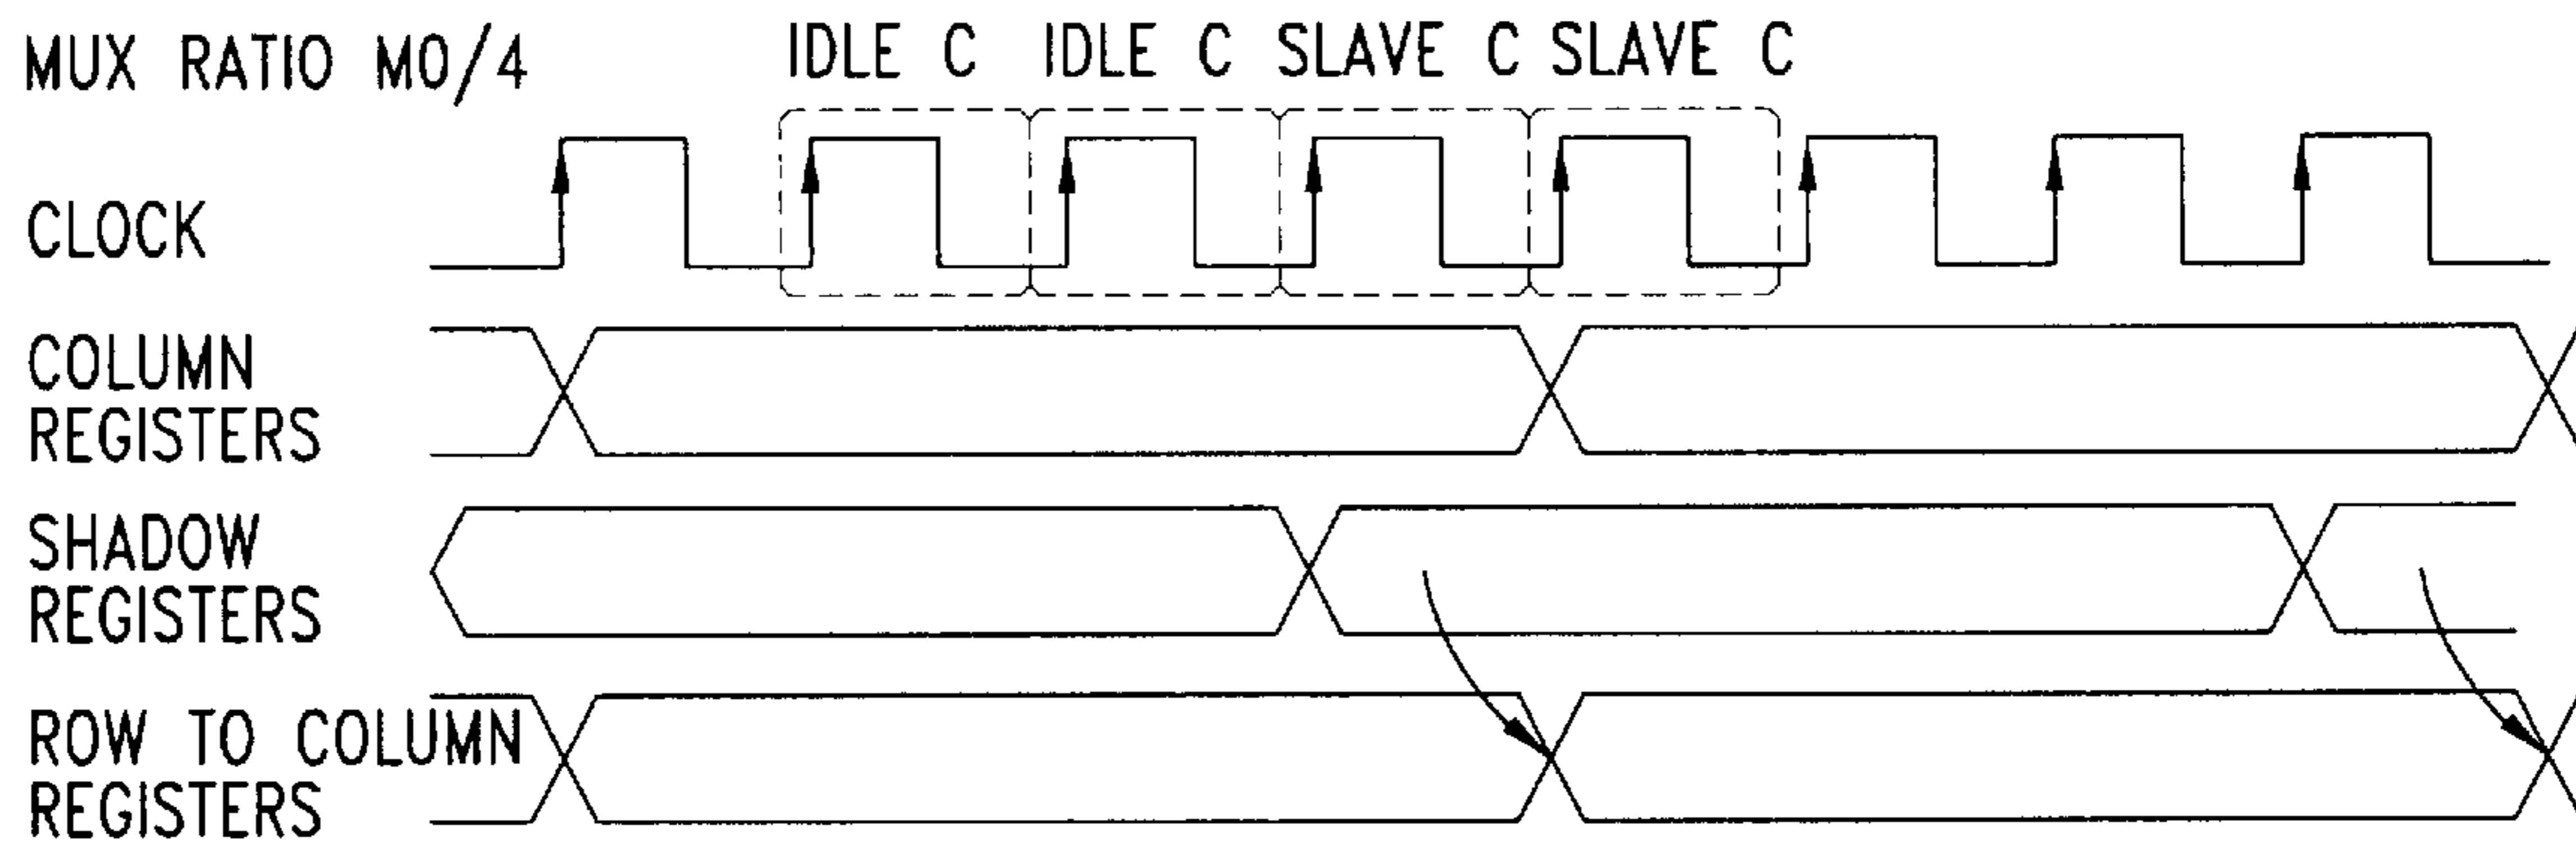 MUX RATIO M0/4
IDLE C IDLE C SLAVE C SLAVE C
CLOCK
COLUMN
REGISTERS
SHADOW
REGISTERS
ROW TO COLUMN
REGISTERS